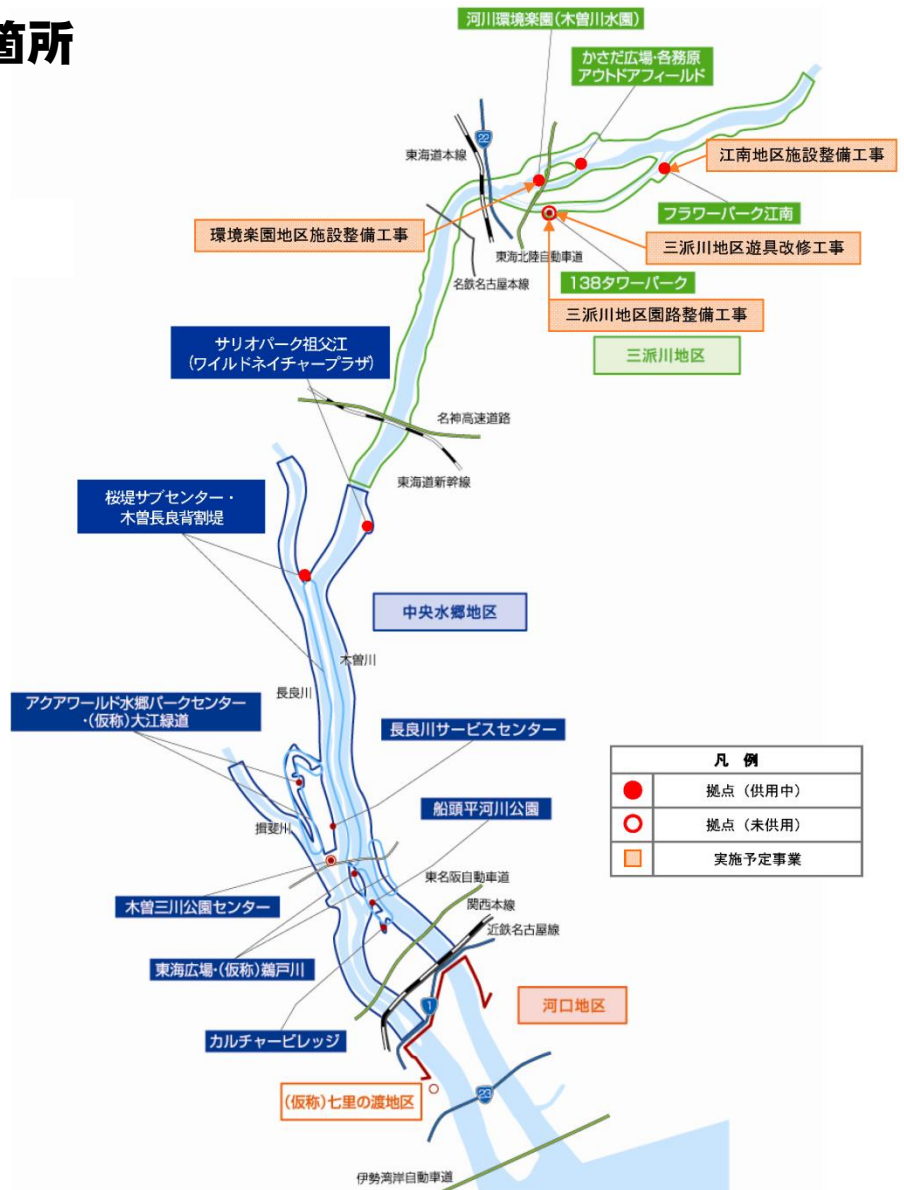 箇所
河川環境楽園(木曽川水園)
かさだ広場・各務原
アウトドアフィールド
22
東海道本線
江南地区施設整備工事
フラワーパーク江南
環境楽園地区施設整備工事
東海北陸自動車道
三派川地区遊具改修工事
名鉄名古屋本線
138タワーパーク
三派川地区園路整備工事
サリオパーク祖父江
(ワイルドネイチャープラザ)
三派川地区
名神高速道路
東海道新幹線
桜堤サブセンター・
木曽長良背割堤
中央水郷地区
木曽川
長良川
アクアワールド水郷パークセンター
・(仮称)大江緑道
長良川サービスセンター
凡 例
拠点（供用中）
拠点（未供用）
実施予定事業
船頭平河川公園
揖斐川
東名阪自動車道
木曽三川公園センター
関西本線
近鉄名古屋線
東海広場・(仮称)鵜戸川
1
河口地区
カルチャービレッジ
(仮称)七里の渡地区
23
伊勢湾岸自動車道